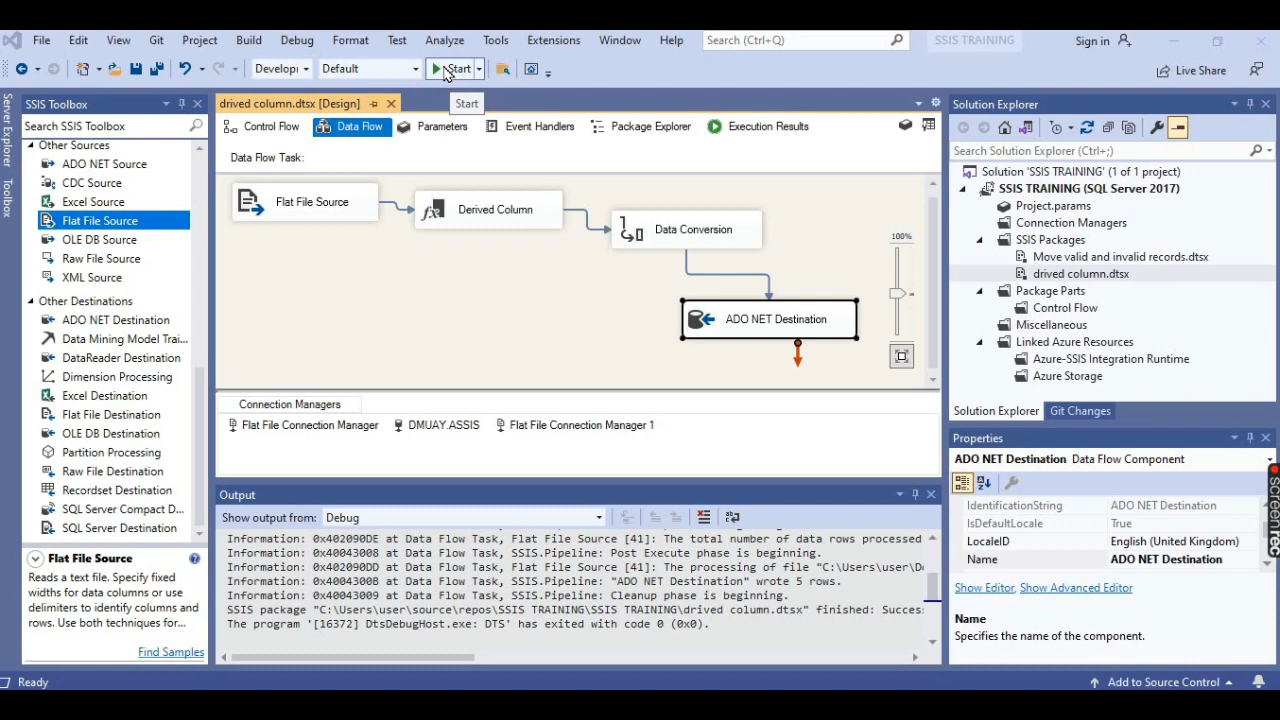 File Edit View Git Project Build Debug Format Test Analyze Tools Extensions Window Help Search (Ctrl+Q) SSIS TRAINING Sign in
Developi Default Start Live Share
Start
Server Explorer
Toolbox
SSIS Toolbox
Search SSIS Toolbox
Other Sources
ADO NET Source
CDC Source
Excel Source
Flat File Source
OLE DB Source
Raw File Source
XML Source
Other Destinations
ADO NET Destination
Data Mining Model Trai...
DataReader Destination
Dimension Processing
Excel Destination
Flat File Destination
OLE DB Destination
Partition Processing
Raw File Destination
Recordset Destination
SQL Server Compact D...
SQL Server Destination
Flat File Source
Reads a text file. Specify fixed
widths for data columns or use
delimiters to identify columns and
rows. Use both techniques for...
Find Samples
drived column.dtsx [Design]
Control Flow Data Flow Parameters Event Handlers Package Explorer Execution Results
Data Flow Task:
Flat File Source
Derived Column
Data Conversion
ADO NET Destination
100%
Connection Managers
Flat File Connection Manager DMUAY.ASSIS Flat File Connection Manager 1
Output
Show output from: Debug
Information: 0x402090DE at Data Flow Task, Flat File Source [41]: The total number of data rows processed
Information: 0x40043008 at Data Flow Task, SSIS.Pipeline: Post Execute phase is beginning.
Information: 0x402090DD at Data Flow Task, Flat File Source [41]: The processing of file "C:\Users\user\D
Information: 0x4004300B at Data Flow Task, SSIS.Pipeline: "ADO NET Destination" wrote 5 rows.
Information: 0x40043009 at Data Flow Task, SSIS.Pipeline: Cleanup phase is beginning.
SSIS package "C:\Users\user\source\repos\SSIS TRAINING\SSIS TRAINING\drived column.dtsx" finished: Succes
The program '[16372] DtsDebugHost.exe: DTS' has exited with code 0 (0x0).
Solution Explorer
Search Solution Explorer (Ctrl+;)
Solution 'SSIS TRAINING' (1 of 1 project)
SSIS TRAINING (SQL Server 2017)
Project.params
Connection Managers
SSIS Packages
Move valid and invalid records.dtsx
drived column.dtsx
Package Parts
Control Flow
Miscellaneous
Linked Azure Resources
Azure-SSIS Integration Runtime
Azure Storage
Solution Explorer Git Changes
Properties
ADO NET Destination Data Flow Component
IdentificationString ADO NET Destination
IsDefaultLocale True
LocaleID English (United Kingdom)
Name ADO NET Destination
Show Editor, Show Advanced Editor
Name
Specifies the name of the component.
screenrec
Ready Add to Source Control